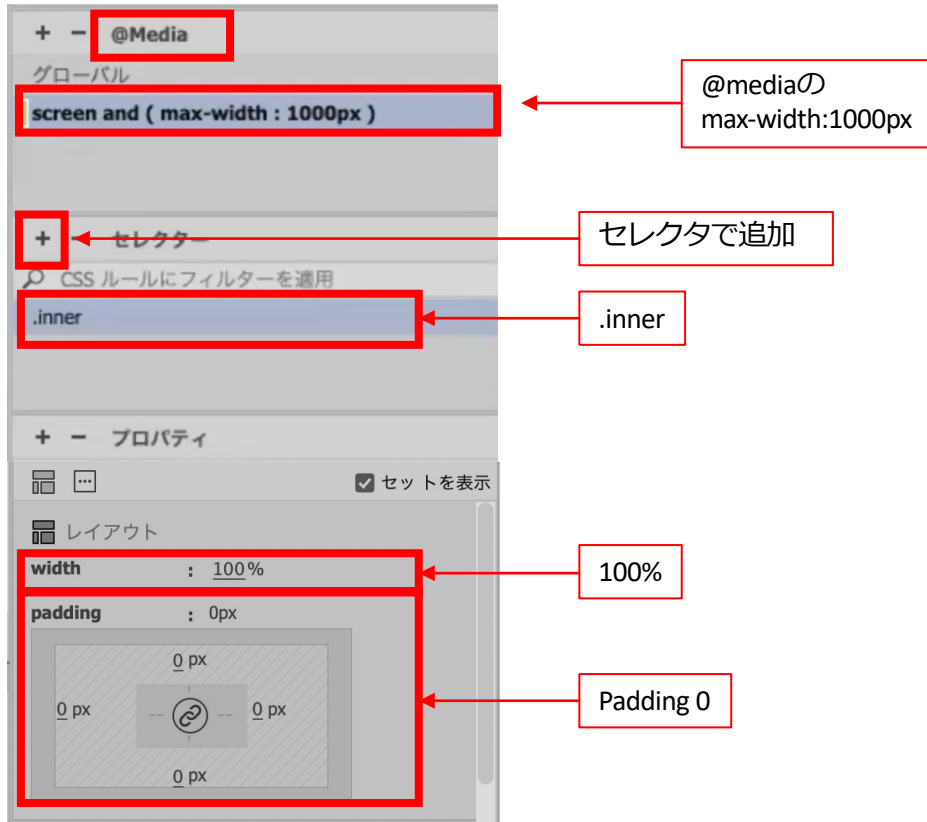 + - @Media
グローバル
screen and ( max-width : 1000px )
@mediaの
max-width:1000px
+ - セレクター
セレクタで追加
CSS ルールにフィルターを適用
.inner
.inner
+ - プロパティ
セットを表示
レイアウト
width : 100%
100%
padding : 0px
0 px
0 px
0 px
Padding 0
0 px